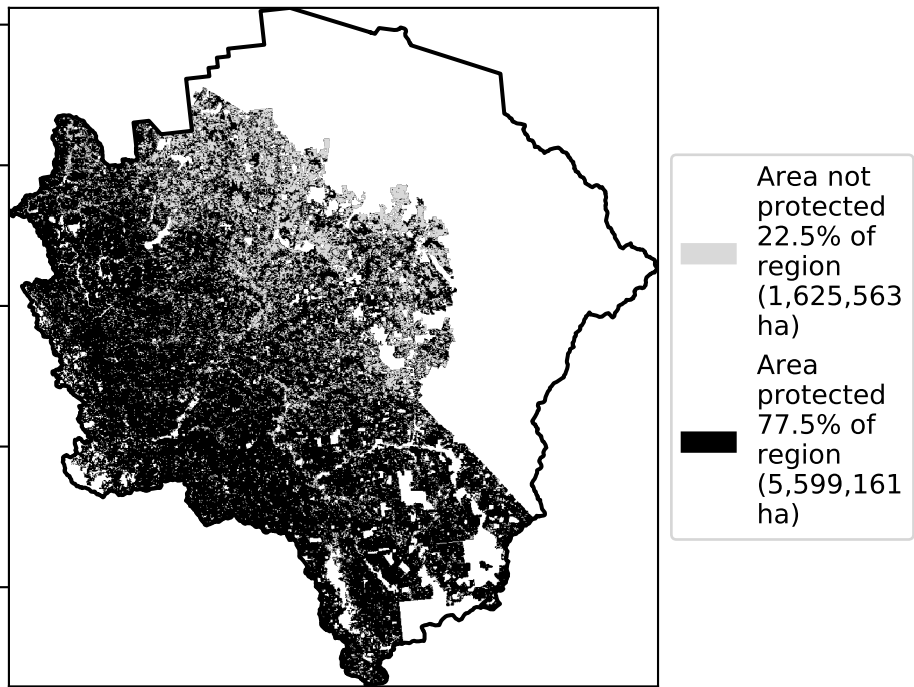 Area not
protected
22.5% of
region
(1,625,563
ha)
Area
protected
77.5% of
region
(5,599,161
ha)